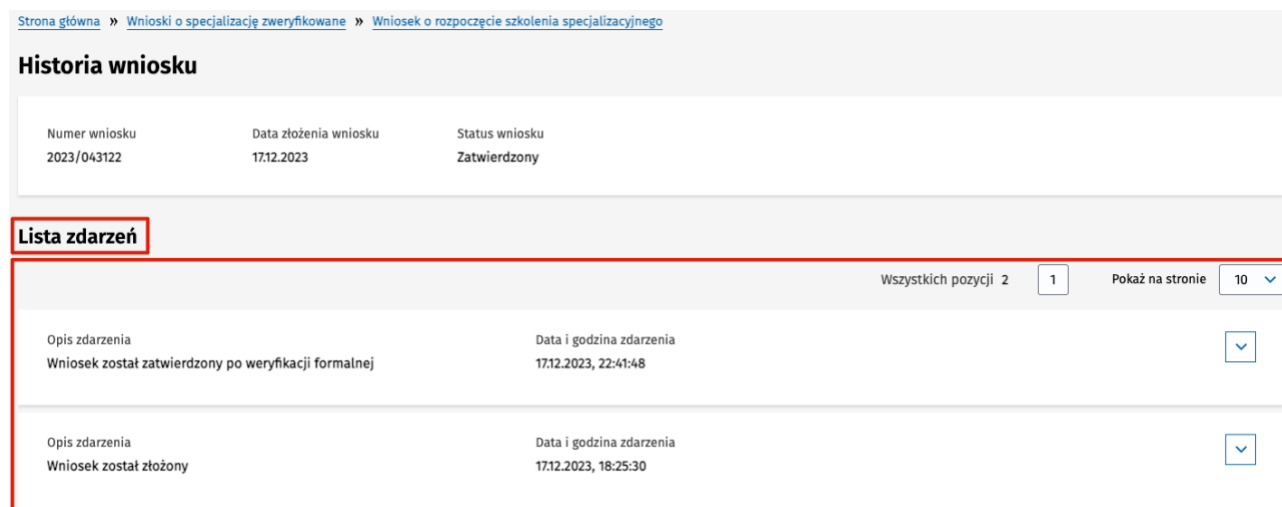 Strona główna » Wnioski o specjalizację zweryfikowane » Wniosek o rozpoczęcie szkolenia specjalizacyjnego
Historia wniosku
Numer wniosku Data złożenia wniosku Status wniosku
2023/043122 17.12.2023 Zatwierdzony
Lista zdarzeń
Wszystkich pozycji 2 1 Pokaż na stronie 10
Opis zdarzenia Data i godzina zdarzenia
Wniosek został zatwierdzony po weryfikacji formalnej 17.12.2023, 22:41:48
Opis zdarzenia Data i godzina zdarzenia
Wniosek został złożony 17.12.2023, 18:25:30